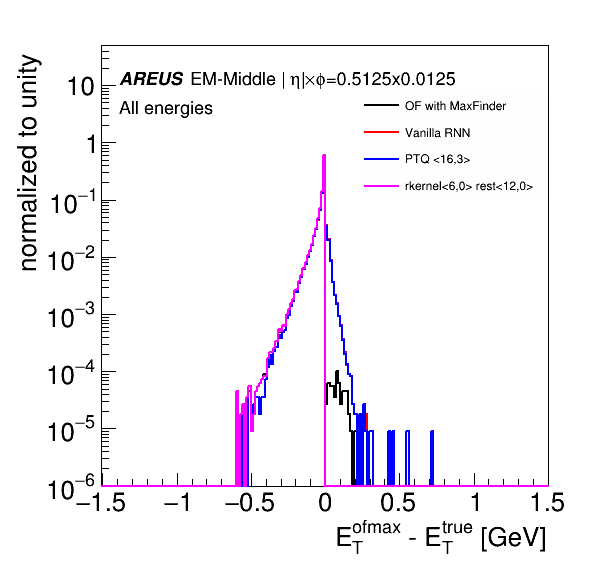 AREUS EM-Middle | η|×ϕ=0.5125x0.0125
All energies
OF with MaxFinder
Vanilla RNN
PTQ <16,3>
rkernel<6,0> rest<12,0>
normalized to unity
10
1
10⁻¹
10⁻²
10⁻³
10⁻⁴
10⁻⁵
10⁻⁶
−1.5 −1 −0.5 0 0.5 1 1.5
E_T^ofmax - E_T^true [GeV]